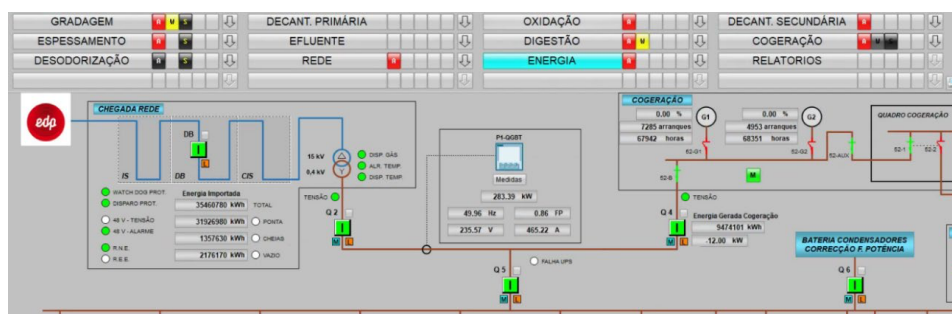 GRADAGEM A M S
DECANT. PRIMÁRIA
OXIDAÇÃO A
DECANT. SECUNDÁRIA A
ESPESSAMENTO A S
EFLUENTE
DIGESTÃO A M
COGERAÇÃO A M S
DESODORIZAÇÃO A S
REDE A
ENERGIA A
RELATORIOS
edp
CHEGADA REDE
IS
DB
DB
CIS
I
L
15 kV
0,4 kV
DISP. GÁS
ALR. TEMP.
DISP. TEMP.
WATCH DOG PROT.
DISPARO PROT.
48 V - TENSÃO
48 V - ALARME
R.N.E.
R.E.E.
Energia Importada
35460780 kWh TOTAL
31926980 kWh PONTA
1357630 kWh CHEIAS
2176170 kWh VAZIO
TENSÃO
Q 2
I
M L
P1-QGBT
Medidas
283.39 kW
49.96 Hz 0.86 FP
235.57 V 465.22 A
FALHA UPS
Q 5
I
M L
COGERAÇÃO
0.00 %
7285 arranques
67942 horas
G1
0.00 %
4953 arranques
68351 horas
G2
52-G1
52-G2
52-AUX
52-B
M
TENSÃO
Q 4
I
M L
Energia Gerada Cogeração
9474101 kWh
-12.00 kW
QUADRO COGERAÇÃO
52-1
52-2
BATERIA CONDENSADORES
CORRECÇÃO F. POTÊNCIA
Q 6
I
M L